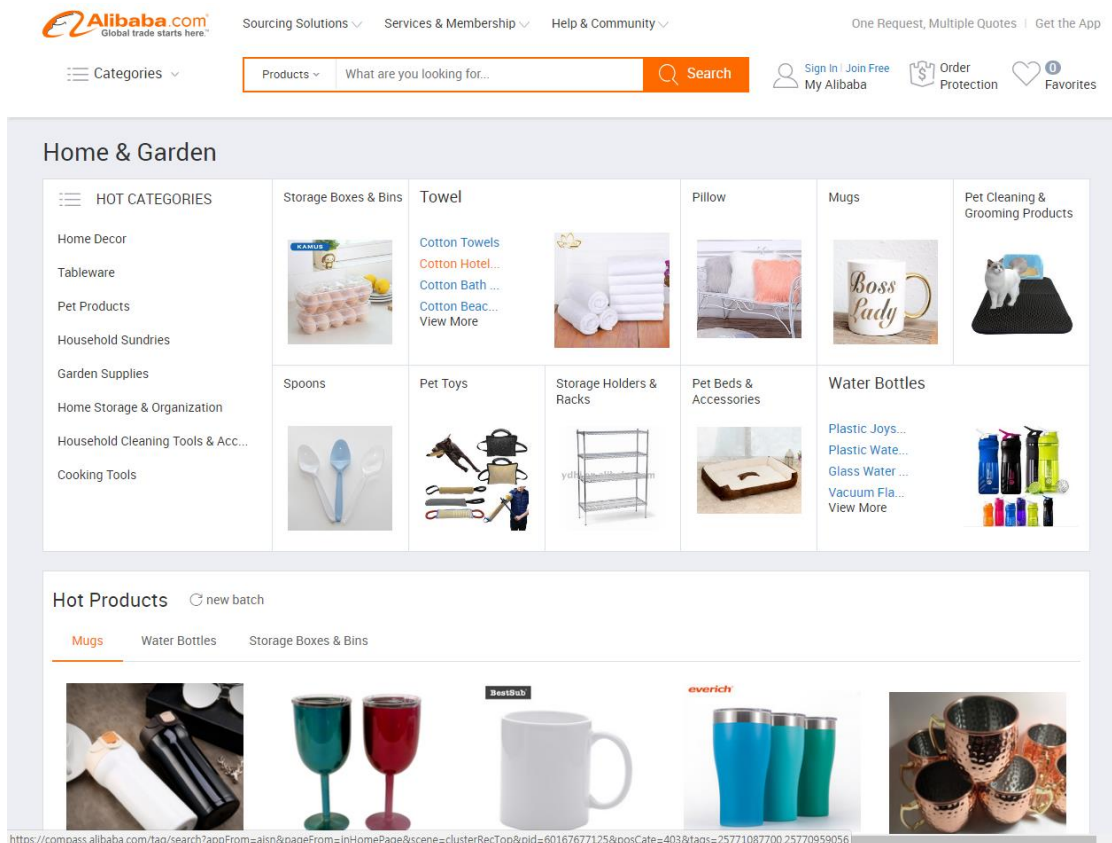 Alibaba.com
Global trade starts here.™
Sourcing Solutions
Services & Membership
Help & Community
One Request, Multiple Quotes | Get the App
Categories
Products
What are you looking for...
Search
Sign In | Join Free
My Alibaba
Order
Protection
0
Favorites
Home & Garden
HOT CATEGORIES
Home Decor
Tableware
Pet Products
Household Sundries
Garden Supplies
Home Storage & Organization
Household Cleaning Tools & Acc...
Cooking Tools
Storage Boxes & Bins
KAMUS
Towel
Cotton Towels
Cotton Hotel...
Cotton Bath ...
Cotton Beac...
View More
Pillow
Mugs
Boss
Lady
Pet Cleaning &
Grooming Products
Spoons
Pet Toys
Storage Holders &
Racks
Pet Beds &
Accessories
Water Bottles
Plastic Joys...
Plastic Wate...
Glass Water ...
Vacuum Fla...
View More
Hot Products
new batch
Mugs
Water Bottles
Storage Boxes & Bins
BestSub
everich
https://compass.alibaba.com/tag/search?appFrom=aisn&pageFrom=inHomePage&scene=clusterRecTop&pid=60167677125&posCate=403&tags=25771087700,25770959056